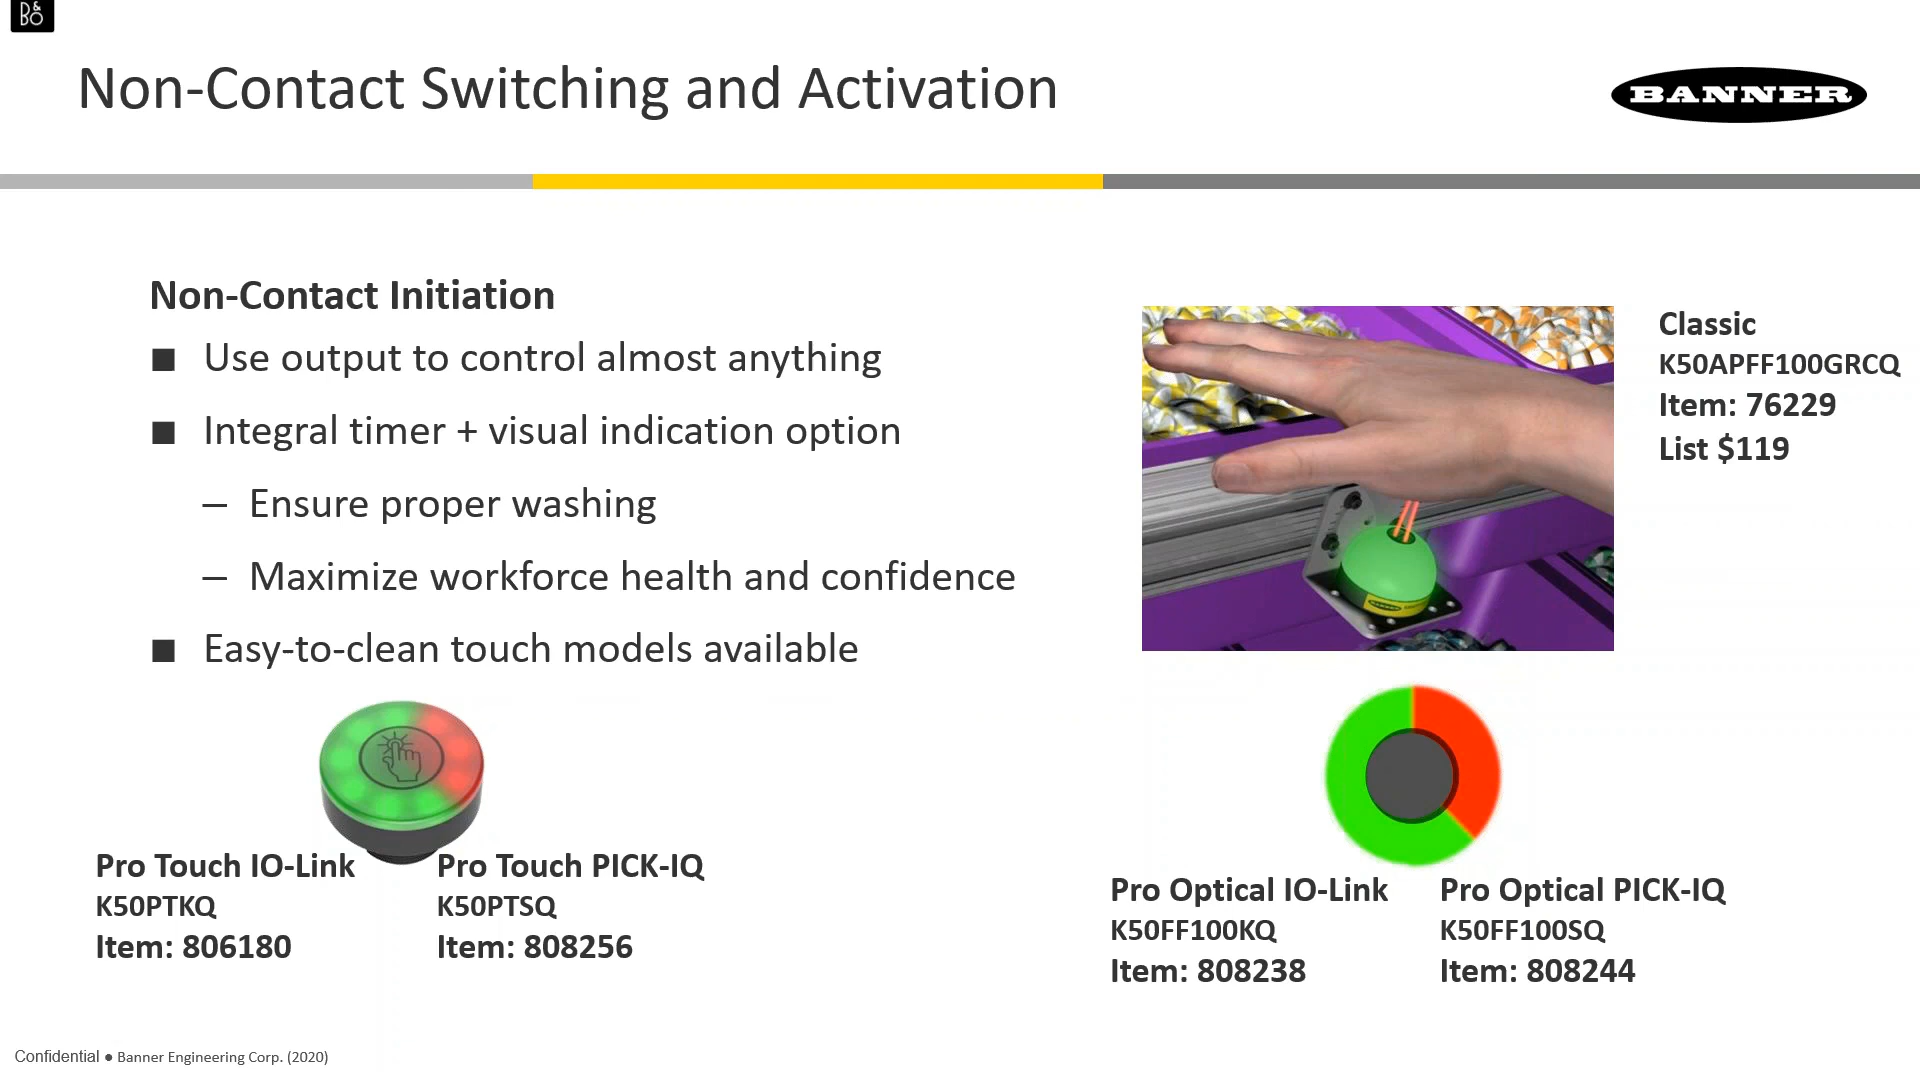 B&O
Non-Contact Switching and Activation
BANNER
Non-Contact Initiation
■ Use output to control almost anything
■ Integral timer + visual indication option
– Ensure proper washing
– Maximize workforce health and confidence
■ Easy-to-clean touch models available
Classic
K50APFF100GRCQ
Item: 76229
List $119
BANNER
Pro Touch IO-Link
K50PTKQ
Item: 806180
Pro Touch PICK-IQ
K50PTSQ
Item: 808256
Pro Optical IO-Link
K50FF100KQ
Item: 808238
Pro Optical PICK-IQ
K50FF100SQ
Item: 808244
Confidential ● Banner Engineering Corp. (2020)